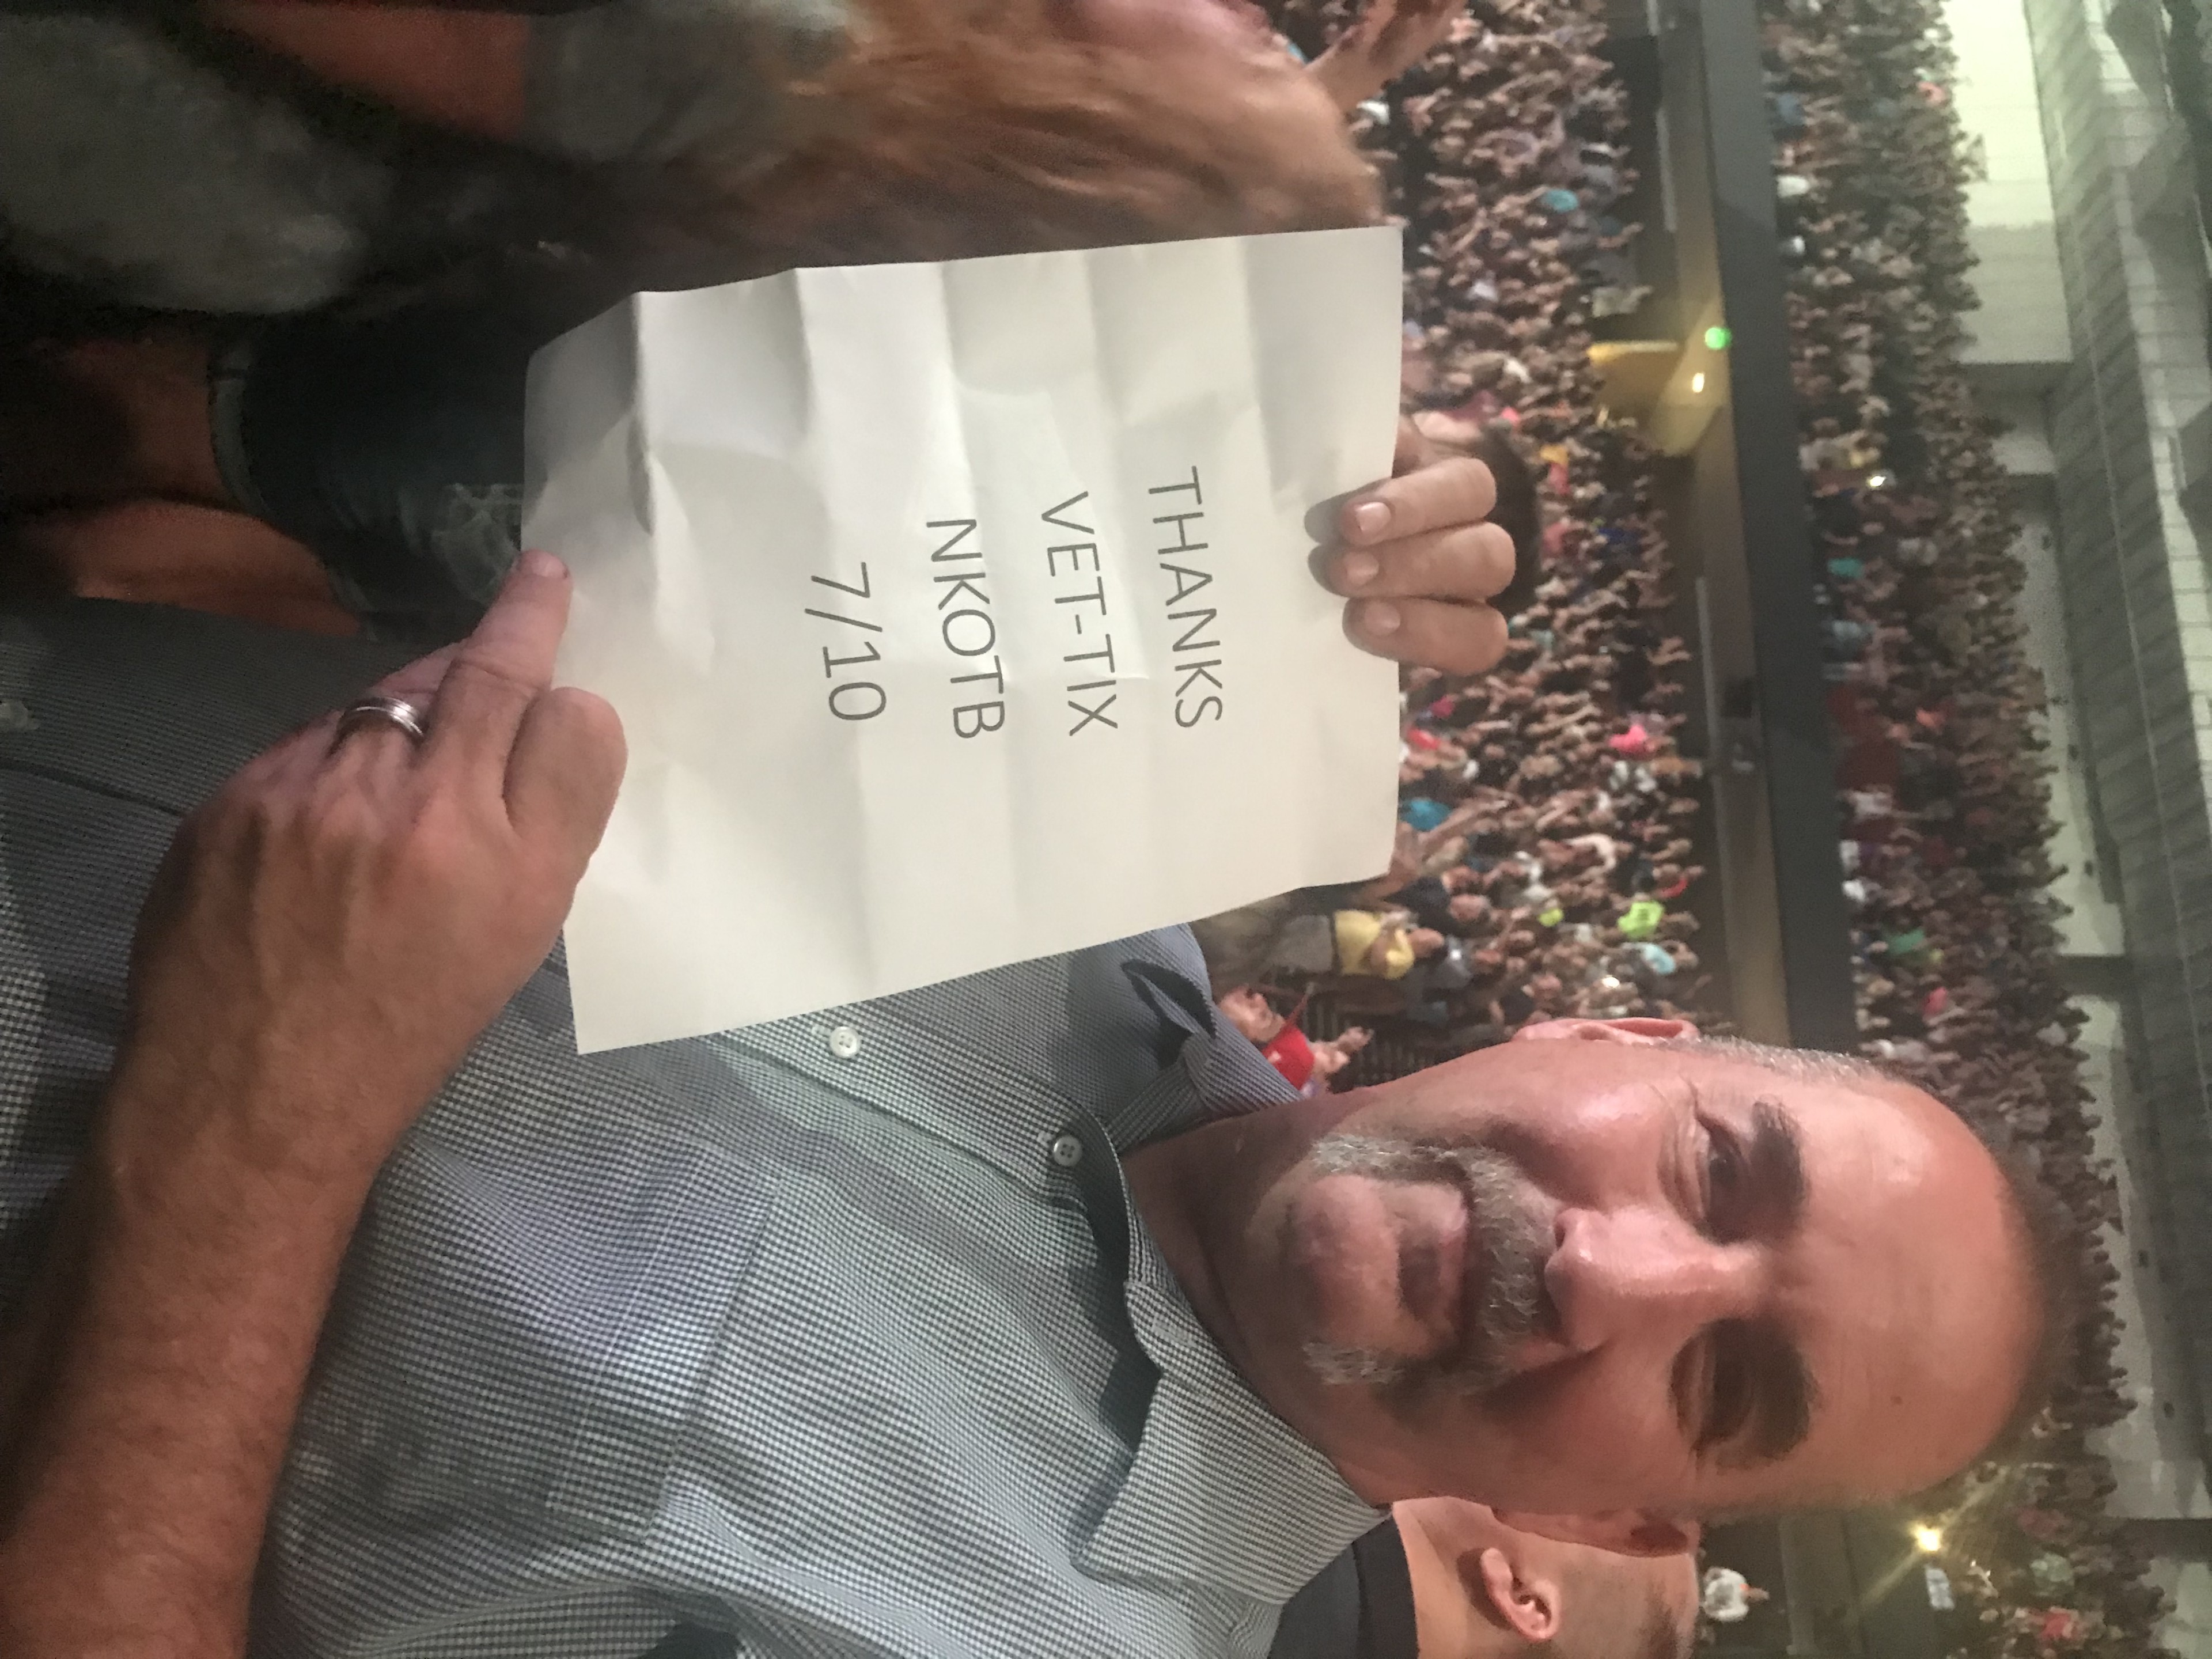 THANKS
VET-TIX
NKOTB
7/10